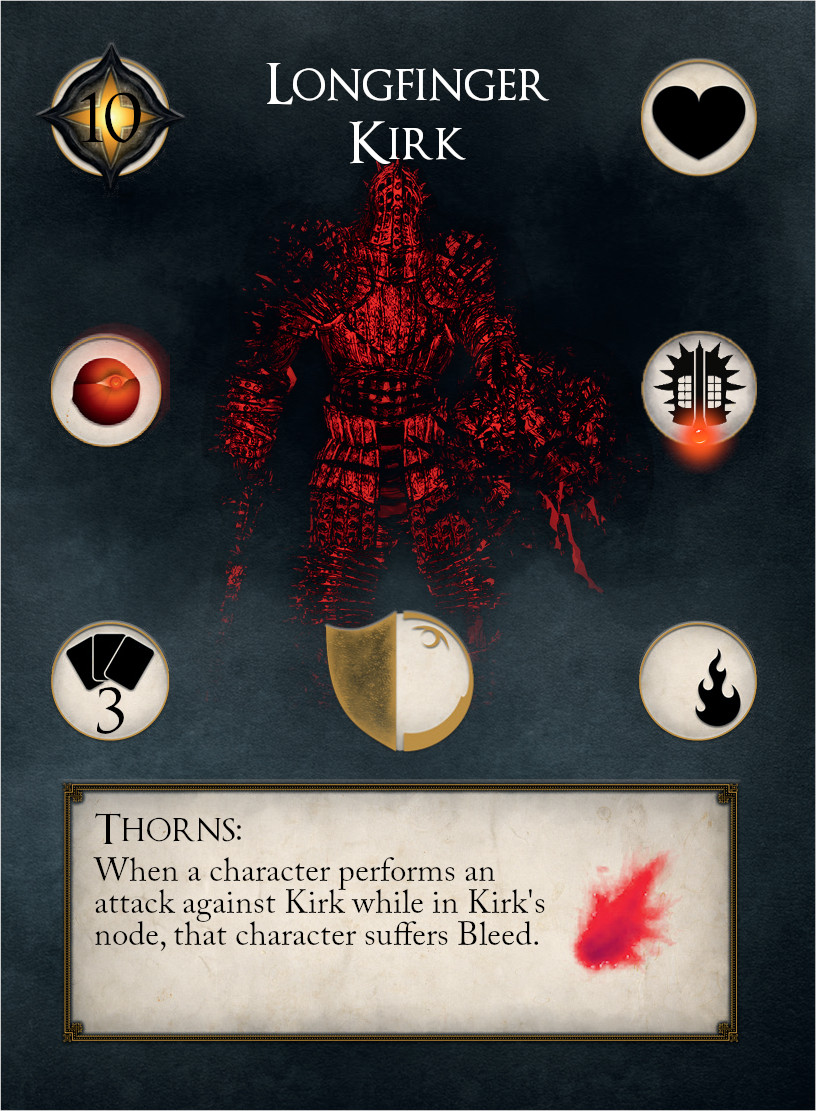 10
LONGFINGER
KIRK
3
THORNS:
When a character performs an
attack against Kirk while in Kirk's
node, that character suffers Bleed.